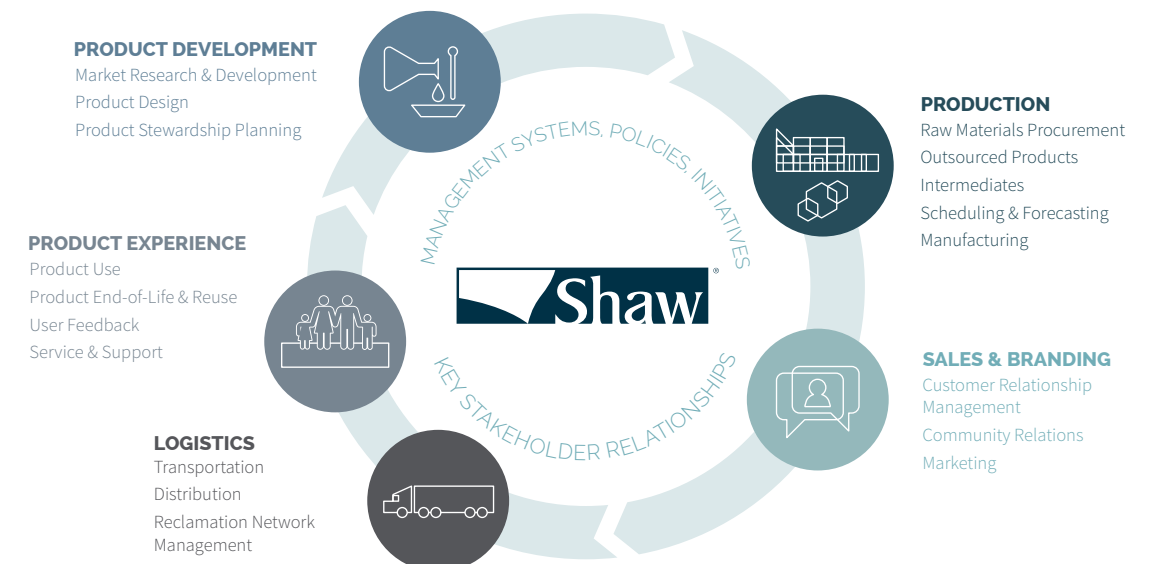 PRODUCT DEVELOPMENT
Market Research & Development
Product Design
Product Stewardship Planning
PRODUCTION
Raw Materials Procurement
Outsourced Products
Intermediates
Scheduling & Forecasting
Manufacturing
MANAGEMENT SYSTEMS, POLICIES, INITIATIVES
PRODUCT EXPERIENCE
Product Use
Product End-of-Life & Reuse
User Feedback
Service & Support
Shaw®
KEY STAKEHOLDER RELATIONSHIPS
SALES & BRANDING
Customer Relationship
Management
Community Relations
Marketing
LOGISTICS
Transportation
Distribution
Reclamation Network
Management